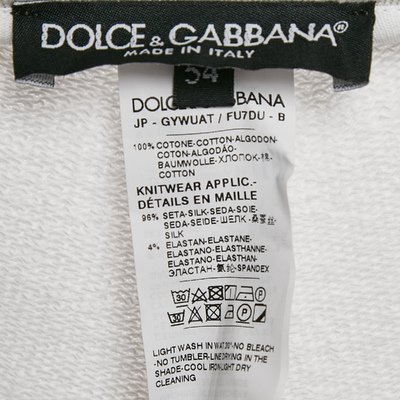 DOLCE&GABBANA®
MADE IN ITALY
54
DOLCE GABBANA
JP - GYWUAT / FU7DU - B
100% COTONE-COTTON-ALGODON-
COTON-ALGODÃO-
BAUMWOLLE-ХЛОПОК-棉-
COTTON
KNITWEAR APPLIC.-
DÉTAILS EN MAILLE
96% SETA-SILK-SEDA-SOIE-
SEDA-SEIDE-ШЕЛК-桑蚕丝-
SILK
4% ELASTAN-ELASTANE-
ELASTANO-ELASTHANNE-
ELASTANO-ELASTHAN-
ЭЛАСТАН-氨纶-SPANDEX
30 P
30 P
LIGHT WASH IN WAT 30°-NO BLEACH
-NO TUMBLER-LINE DRYING IN THE
SHADE-COOL IRON LIGHT DRY
CLEANING